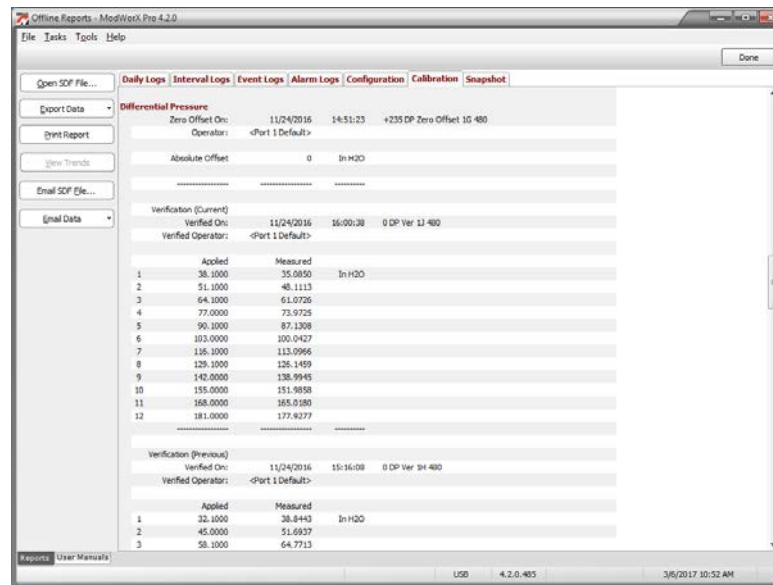 Offline Reports - ModWorX Pro 4.2.0
File Tasks Tools Help
Done
Open SDF File...
Export Data
Print Report
View Trends
Email SDF File...
Email Data
Daily Logs Interval Logs Event Logs Alarm Logs Configuration Calibration Snapshot
Differential Pressure
Zero Offset On: 11/24/2016 14:51:23 +235 DP Zero Offset 1G 480
Operator: <Port 1 Default>
Absolute Offset 0 In H2O
----------------- ----------------- ----------
Verification (Current)
Verified On: 11/24/2016 16:00:38 0 DP Ver 1J 480
Verified Operator: <Port 1 Default>
Applied Measured
1 38.1000 35.0850 In H2O
2 51.1000 48.1113
3 64.1000 61.0726
4 77.0000 73.9725
5 90.1000 87.1308
6 103.0000 100.0427
7 116.1000 113.0966
8 129.1000 126.1459
9 142.0000 138.9945
10 155.0000 151.9858
11 168.0000 165.0180
12 181.0000 177.9277
----------------- ----------------- ----------
Verification (Previous)
Verified On: 11/24/2016 15:16:08 0 DP Ver 1H 480
Verified Operator: <Port 1 Default>
Applied Measured
1 32.1000 38.8443 In H2O
2 45.0000 51.6937
3 58.1000 64.7713
Reports User Manuals
USB 4.2.0.485 3/6/2017 10:52 AM